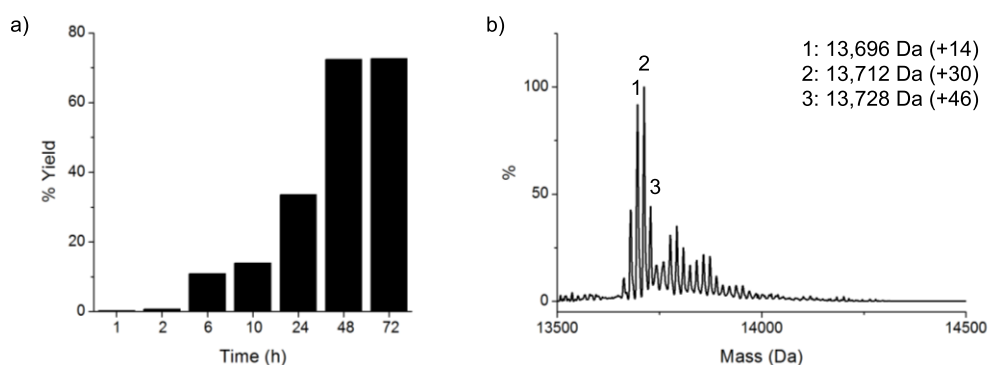 a)
80
60
40
20
0
% Yield
1 2 6 10 24 48 72
Time (h)
b)
1: 13,696 Da (+14)
2: 13,712 Da (+30)
3: 13,728 Da (+46)
2
1
3
100
50
0
%
13500 14000 14500
Mass (Da)